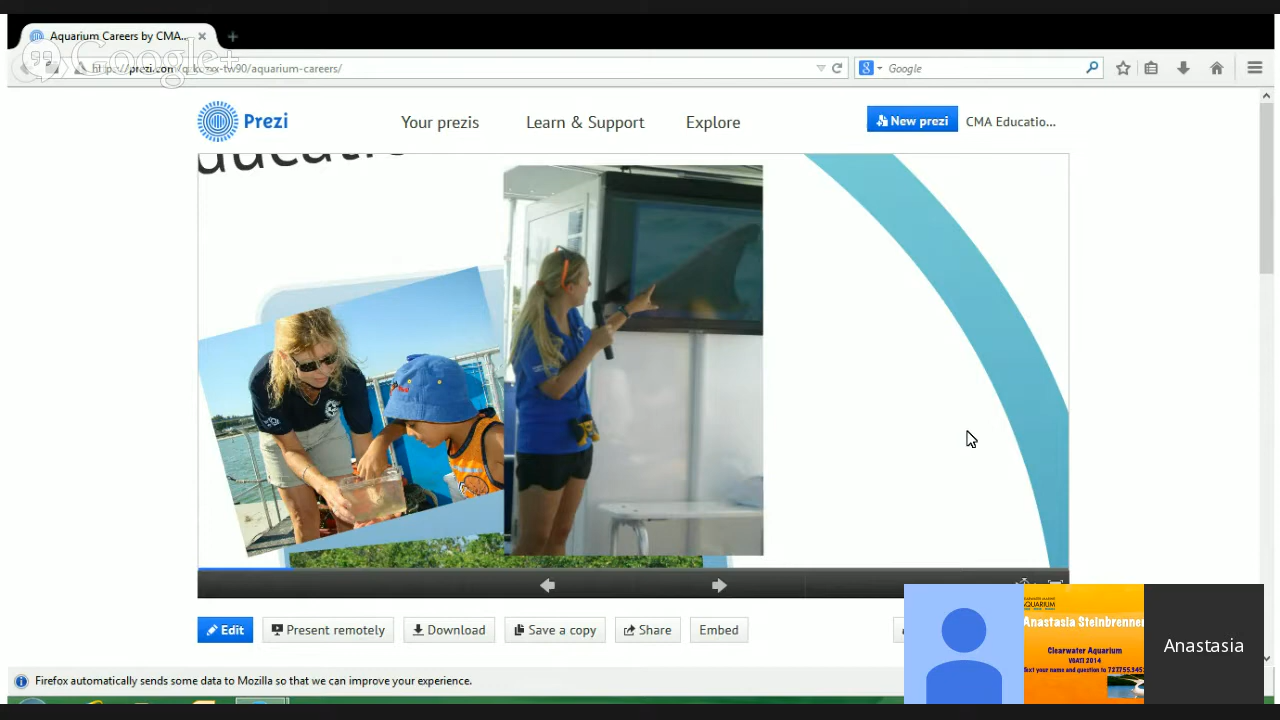 Aquarium Careers by CMA...
Google+
aquarium-careers/
Google
Prezi
Your prezis
Learn & Support
Explore
New prezi
CMA Educatio...
Edit
Present remotely
Download
Save a copy
Share
Embed
AQUARIUM
Anastasia Steinbrenner
Clearwater Aquarium
Anastasia
Firefox automatically sends some data to Mozilla so that we can improve your experience.